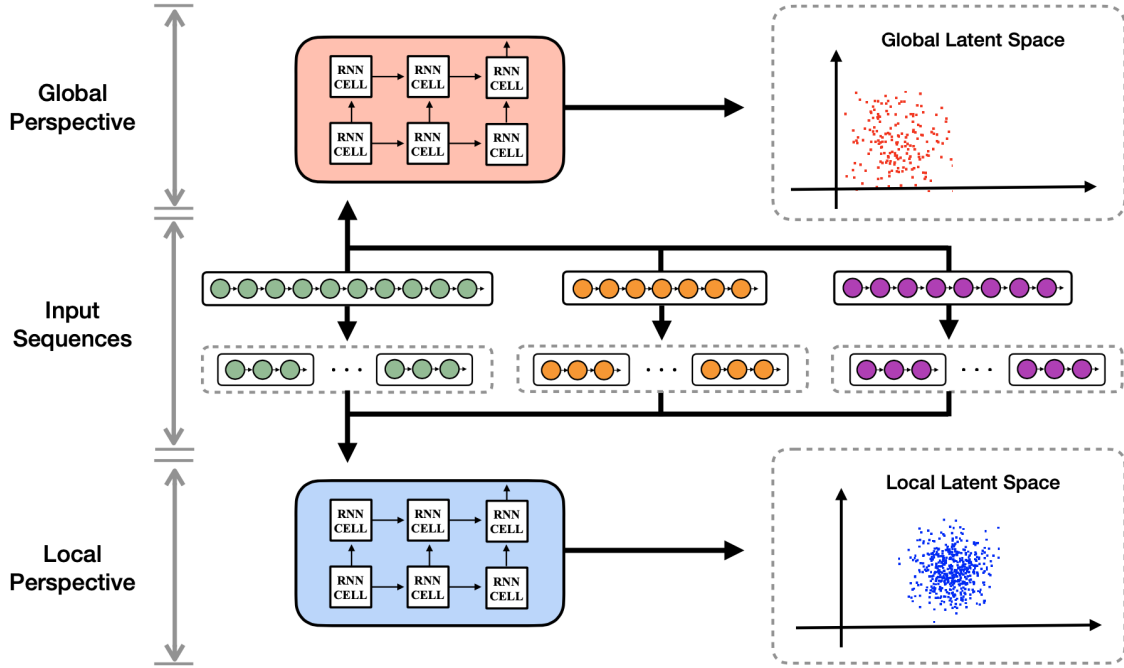 Global
Perspective
RNN
CELL
RNN
CELL
RNN
CELL
RNN
CELL
RNN
CELL
RNN
CELL
Global Latent Space
Input
Sequences
. . .
. . .
. . .
Local
Perspective
RNN
CELL
RNN
CELL
RNN
CELL
RNN
CELL
RNN
CELL
RNN
CELL
Local Latent Space